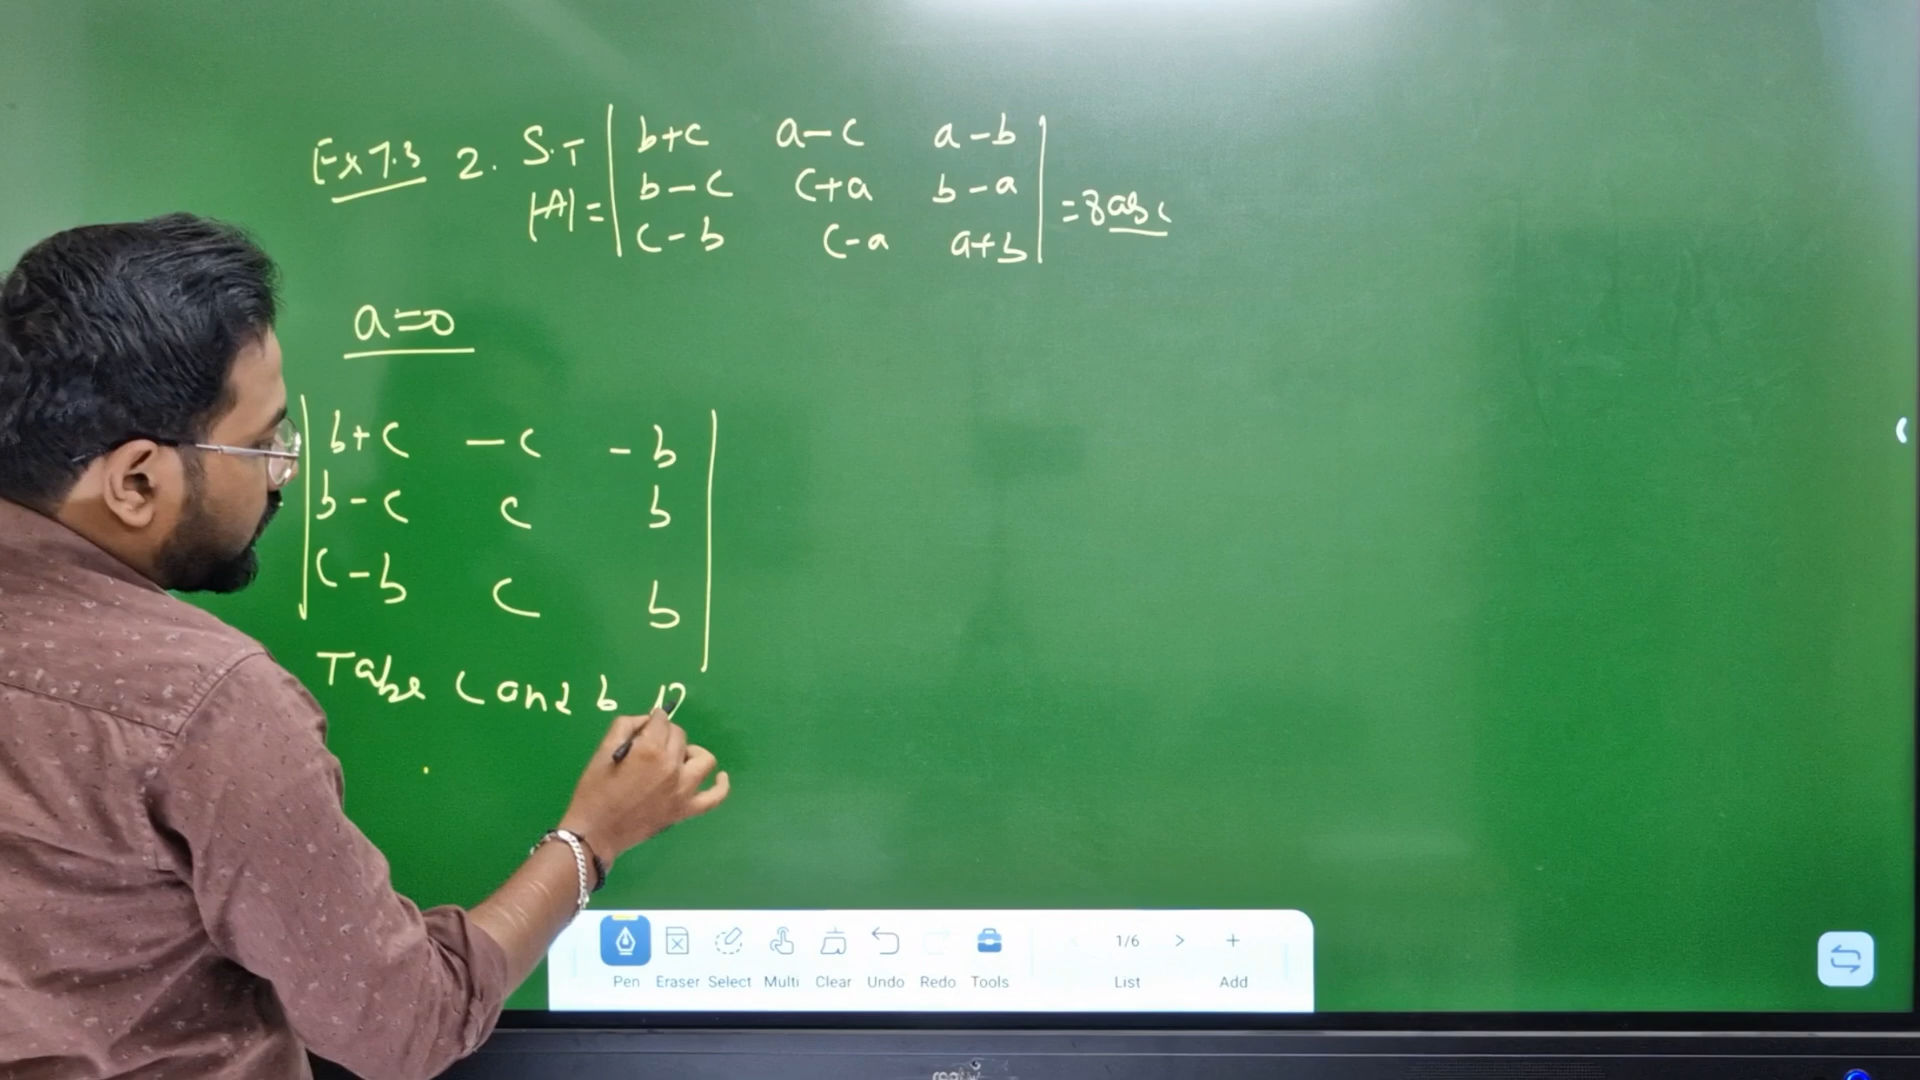 Ex 7.3 2. S.T
|A| = | b+c a-c a-b |
| b-c c+a b-a | = 8abc
| c-b c-a a+b |
a=0
| b+c -c -b |
| b-c c b |
| c-b c b |
Take c and b
Pen Eraser Select Multi Clear Undo Redo Tools
1/6 > +
List Add